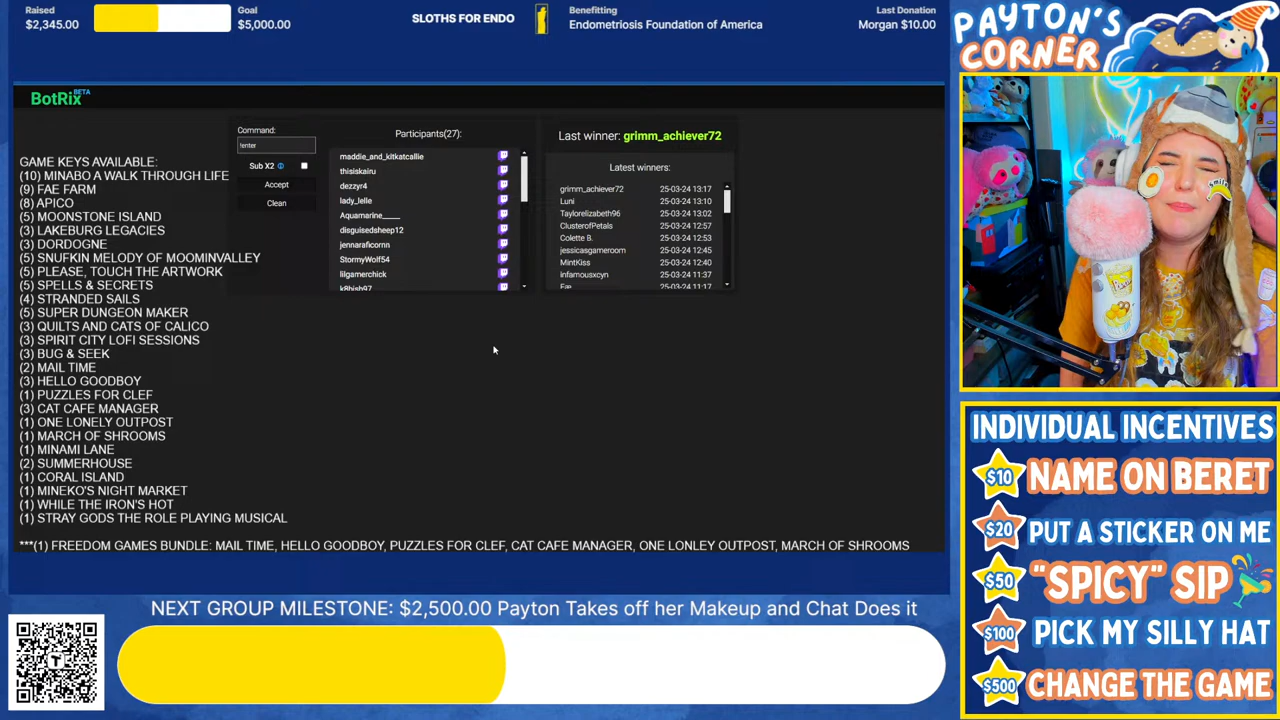 Raised
$2,345.00
Goal
$5,000.00
SLOTHS FOR ENDO
Benefitting
Endometriosis Foundation of America
Last Donation
Morgan $10.00
PAYTON'S
CORNER
BotRix BETA
Command:
!enter
Sub X2
Accept
Clean
Participants(27):
maddie_and_kitkatcallie
thisiskairu
dezzyr4
lady_lelle
Aquamarine____
disguisedsheep12
jennaraficornn
StormyWolf54
lilgamerchick
k8bish97
Last winner: grimm_achiever72
Latest winners:
grimm_achiever72 25-03-24 13:17
Luni 25-03-24 13:10
Taylorelizabeth96 25-03-24 13:02
ClusterofPetals 25-03-24 12:57
Colette B. 25-03-24 12:53
jessicasgameroom 25-03-24 12:45
MintKiss 25-03-24 12:40
infamousxcyn 25-03-24 11:37
Fae 25-03-24 11:17
GAME KEYS AVAILABLE:
(10) MINABO A WALK THROUGH LIFE
(9) FAE FARM
(8) APICO
(5) MOONSTONE ISLAND
(3) LAKEBURG LEGACIES
(3) DORDOGNE
(5) SNUFKIN MELODY OF MOOMINVALLEY
(5) PLEASE, TOUCH THE ARTWORK
(5) SPELLS & SECRETS
(4) STRANDED SAILS
(5) SUPER DUNGEON MAKER
(3) QUILTS AND CATS OF CALICO
(3) SPIRIT CITY LOFI SESSIONS
(3) BUG & SEEK
(2) MAIL TIME
(3) HELLO GOODBOY
(1) PUZZLES FOR CLEF
(3) CAT CAFE MANAGER
(1) ONE LONELY OUTPOST
(1) MARCH OF SHROOMS
(1) MINAMI LANE
(2) SUMMERHOUSE
(1) CORAL ISLAND
(1) MINEKO'S NIGHT MARKET
(1) WHILE THE IRON'S HOT
(1) STRAY GODS THE ROLE PLAYING MUSICAL
***(1) FREEDOM GAMES BUNDLE: MAIL TIME, HELLO GOODBOY, PUZZLES FOR CLEF, CAT CAFE MANAGER, ONE LONLEY OUTPOST, MARCH OF SHROOMS
smile
INDIVIDUAL INCENTIVES
$10 NAME ON BERET
$20 PUT A STICKER ON ME
$50 "SPICY" SIP
$100 PICK MY SILLY HAT
$500 CHANGE THE GAME
NEXT GROUP MILESTONE: $2,500.00 Payton Takes off her Makeup and Chat Does it